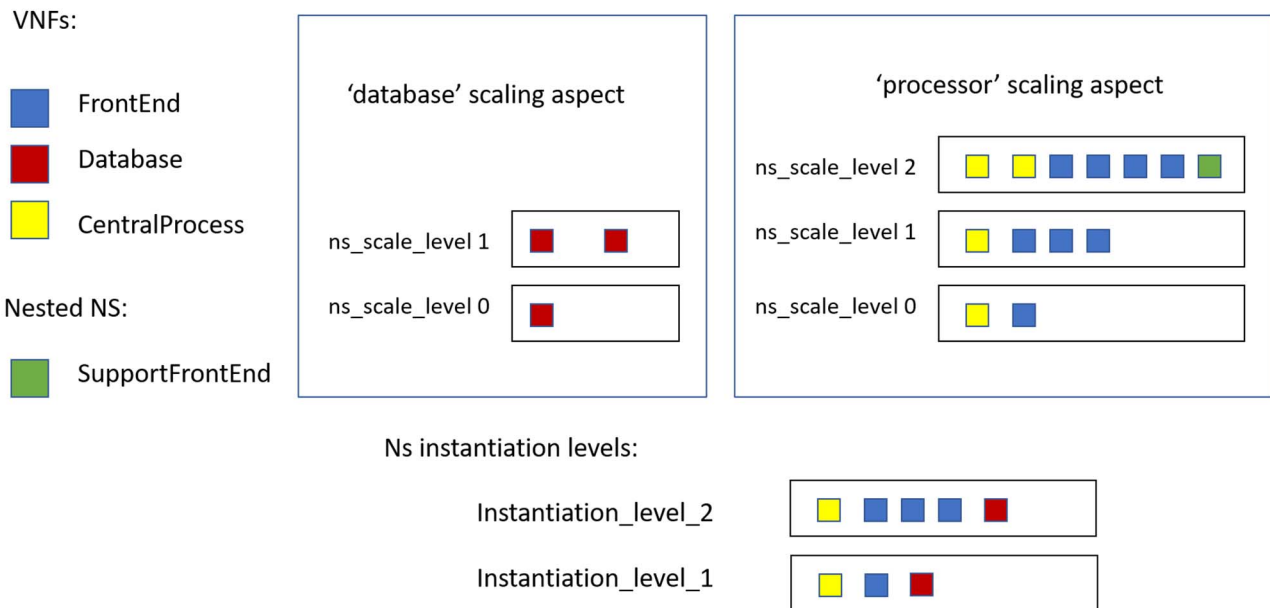 VNFs:
FrontEnd
Database
CentralProcess
Nested NS:
SupportFrontEnd
‘database’ scaling aspect
ns_scale_level 1
ns_scale_level 0
‘processor’ scaling aspect
ns_scale_level 2
ns_scale_level 1
ns_scale_level 0
Ns instantiation levels:
Instantiation_level_2
Instantiation_level_1